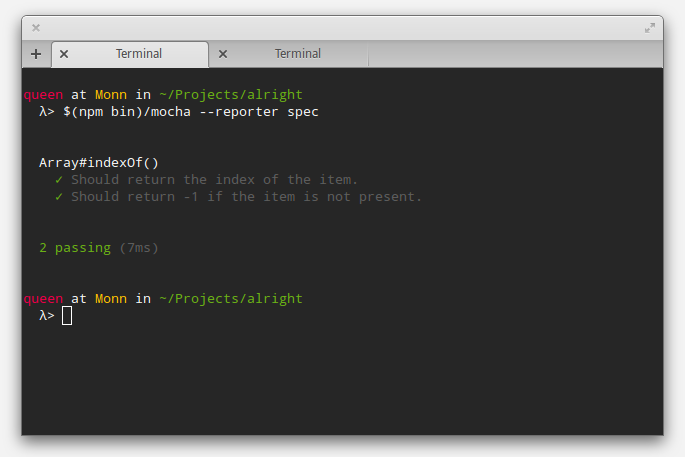 Terminal Terminal
queen at Monn in ~/Projects/alright
λ> $(npm bin)/mocha --reporter spec
Array#indexOf()
✓ Should return the index of the item.
✓ Should return -1 if the item is not present.
2 passing (7ms)
queen at Monn in ~/Projects/alright
λ>